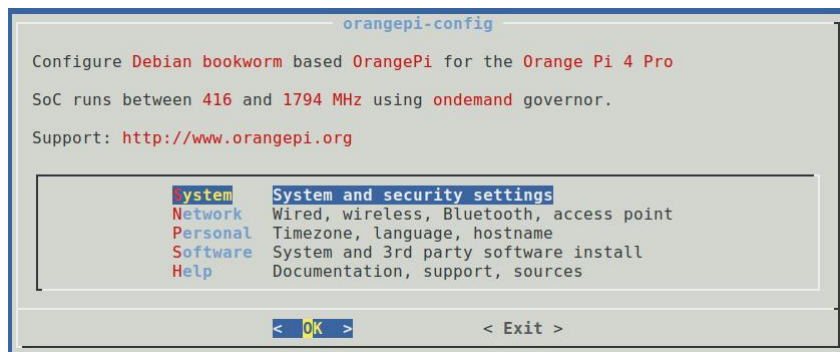 orangepi-config
Configure Debian bookworm based OrangePi for the Orange Pi 4 Pro
SoC runs between 416 and 1794 MHz using ondemand governor.
Support: http://www.orangepi.org
System System and security settings
Network Wired, wireless, Bluetooth, access point
Personal Timezone, language, hostname
Software System and 3rd party software install
Help Documentation, support, sources
< OK > < Exit >